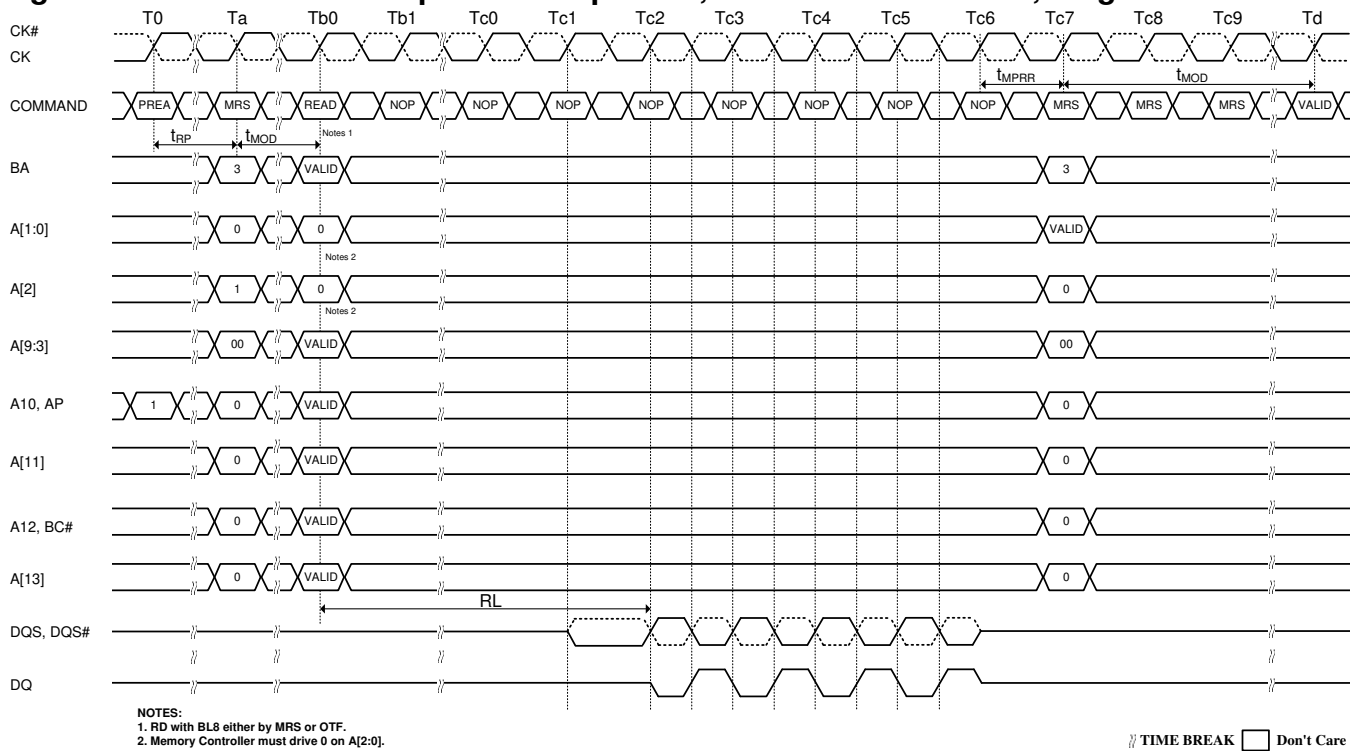 T0 Ta Tb0 Tb1 Tc0 Tc1 Tc2 Tc3 Tc4 Tc5 Tc6 Tc7 Tc8 Tc9 Td
CK#
CK
tMPRR tMOD
COMMAND PREA MRS READ NOP NOP NOP NOP NOP NOP NOP NOP MRS MRS MRS VALID
tRP tMOD Notes 1
BA 3 VALID 3
A[1:0] 0 0 VALID
Notes 2
A[2] 1 0 0
Notes 2
A[9:3] 00 VALID 00
A10, AP 1 0 VALID 0
A[11] 0 VALID 0
A12, BC# 0 VALID 0
A[13] 0 VALID 0
RL
DQS, DQS#
DQ
NOTES:
1. RD with BL8 either by MRS or OTF.
2. Memory Controller must drive 0 on A[2:0].
TIME BREAK Don't Care